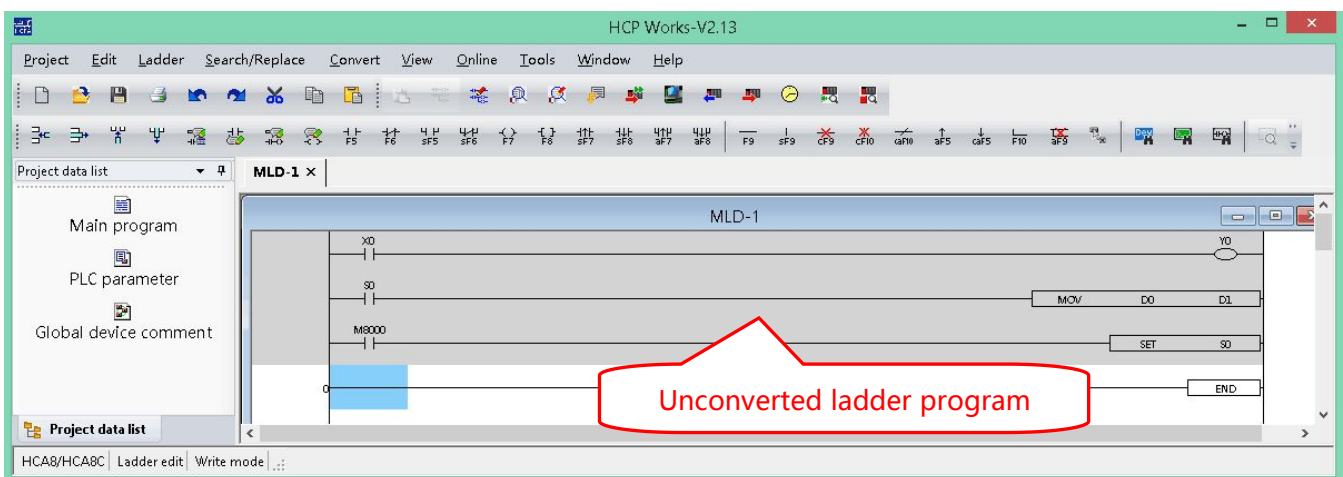 HCP Works-V2.13
Project Edit Ladder Search/Replace Convert View Online Tools Window Help
F5 F6 sF5 sF6 F7 F8 sF7 sF8 aF7 aF8 F9 sF9 cF9 cF10 caF10 aF5 caF5 F10 aF9
Project data list
MLD-1
Main program
PLC parameter
Global device comment
MLD-1
X0 Y0
S0 MOV D0 D1
M8000 SET S0
0 END
Unconverted ladder program
Project data list
HCA8/HCA8C Ladder edit Write mode